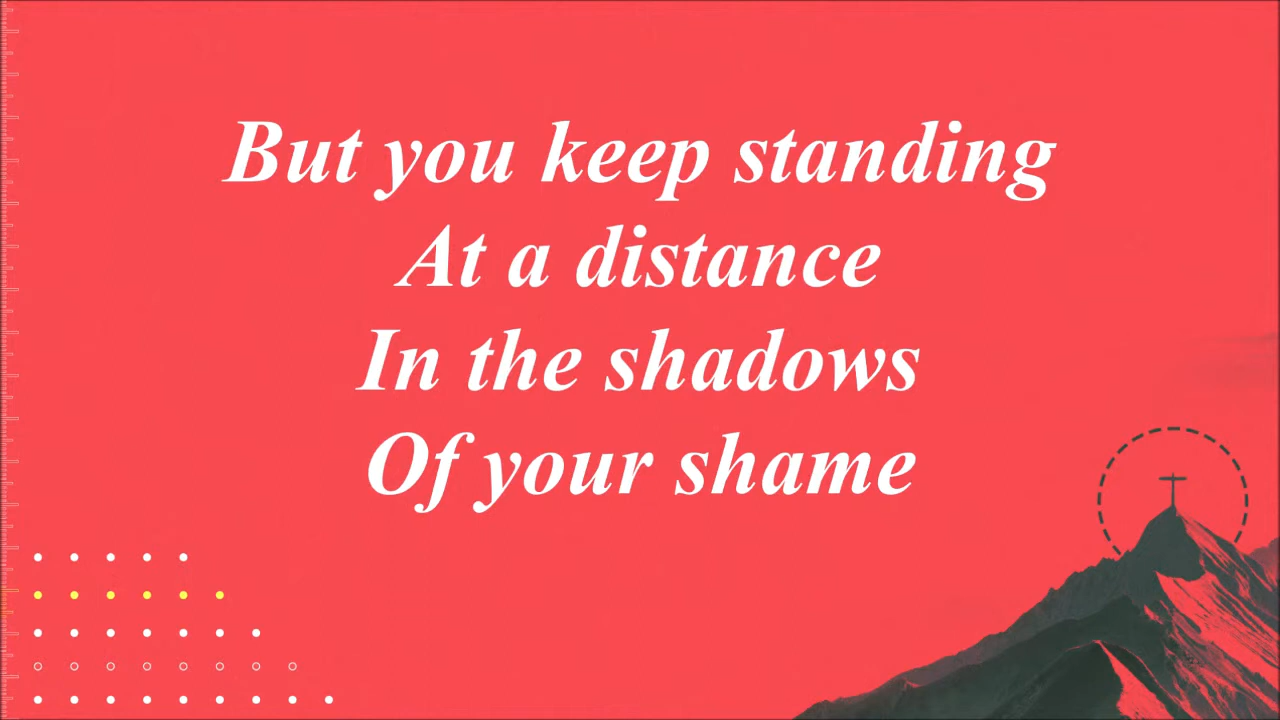 But you keep standing
At a distance
In the shadows
Of your shame